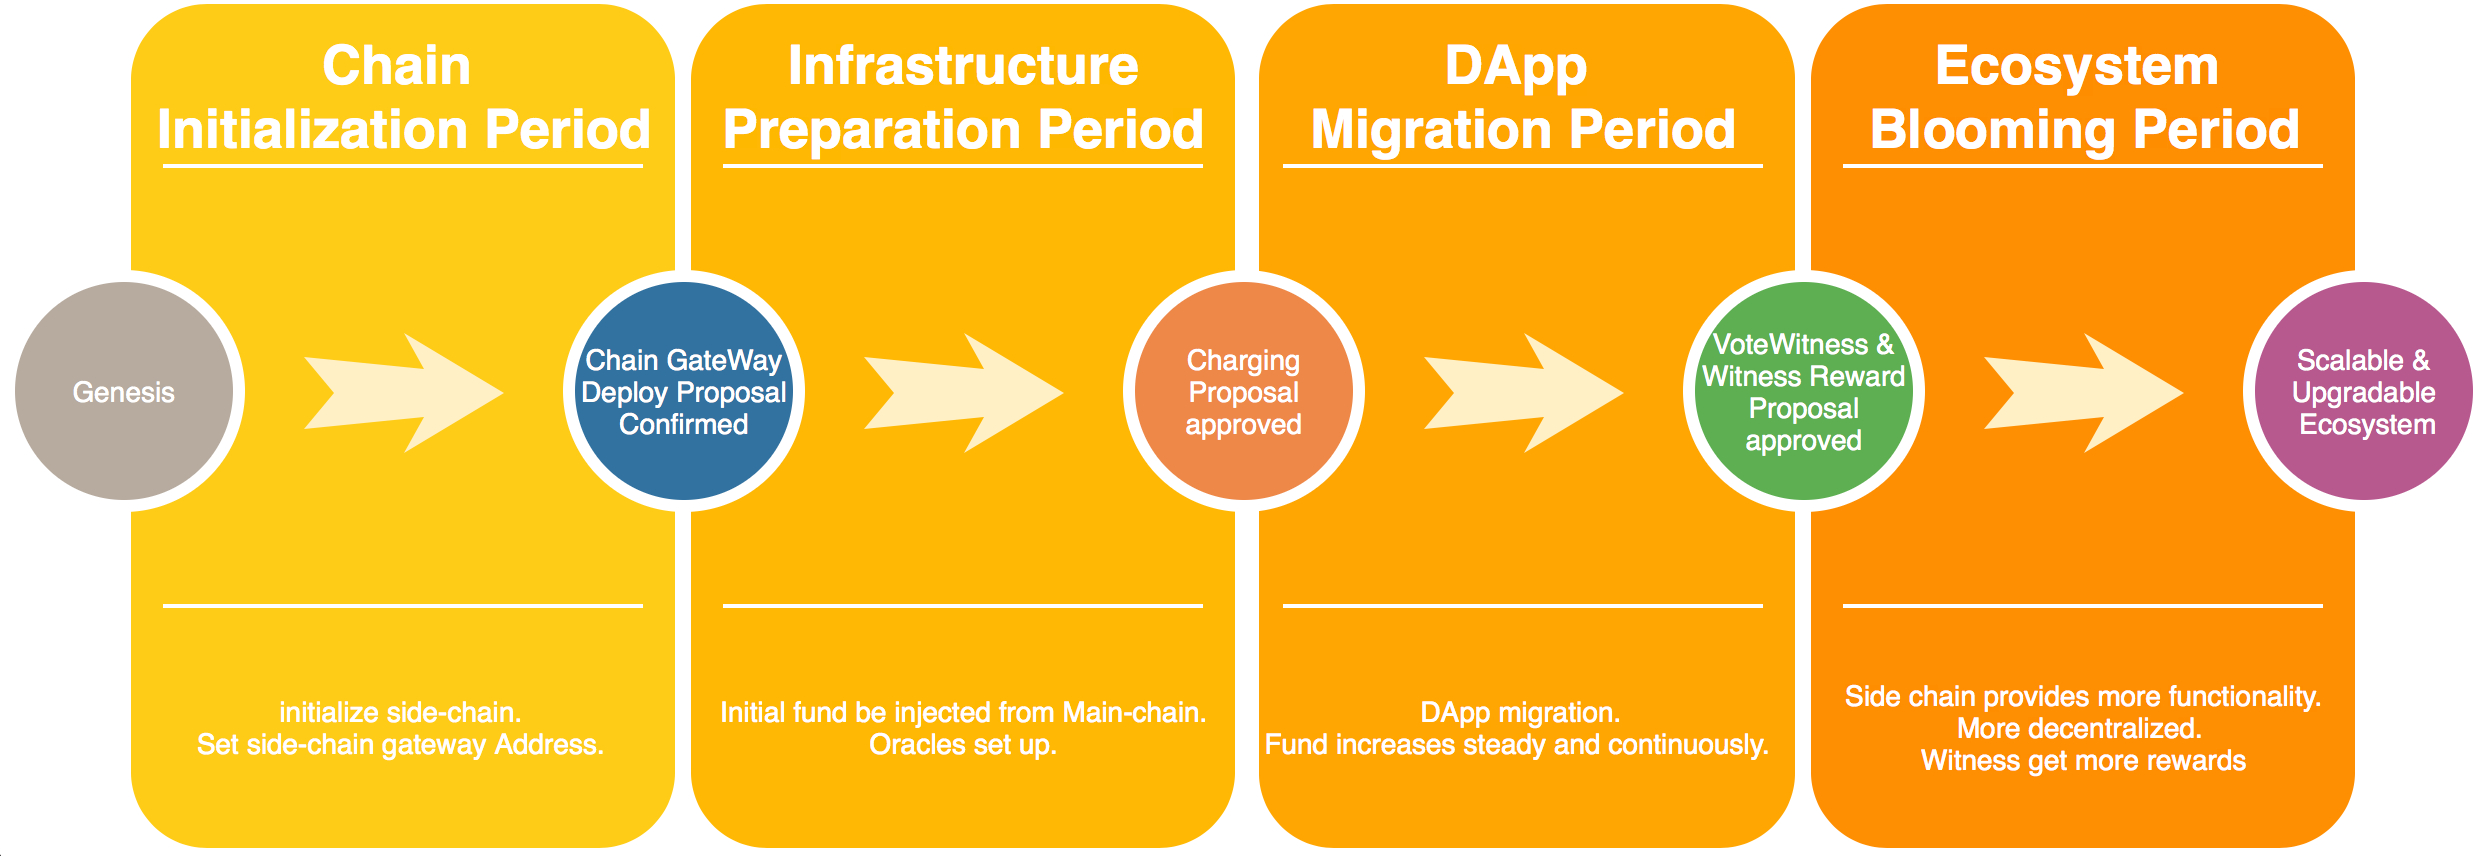 Chain
Initialization Period
Infrastructure
Preparation Period
DApp
Migration Period
Ecosystem
Blooming Period
Genesis
Chain GateWay
Deploy Proposal
Confirmed
Charging
Proposal
approved
VoteWitness &
Witness Reward
Proposal
approved
Scalable &
Upgradable
Ecosystem
initialize side-chain.
Set side-chain gateway Address.
Initial fund be injected from Main-chain.
Oracles set up.
DApp migration.
Fund increases steady and continuously.
Side chain provides more functionality.
More decentralized.
Witness get more rewards